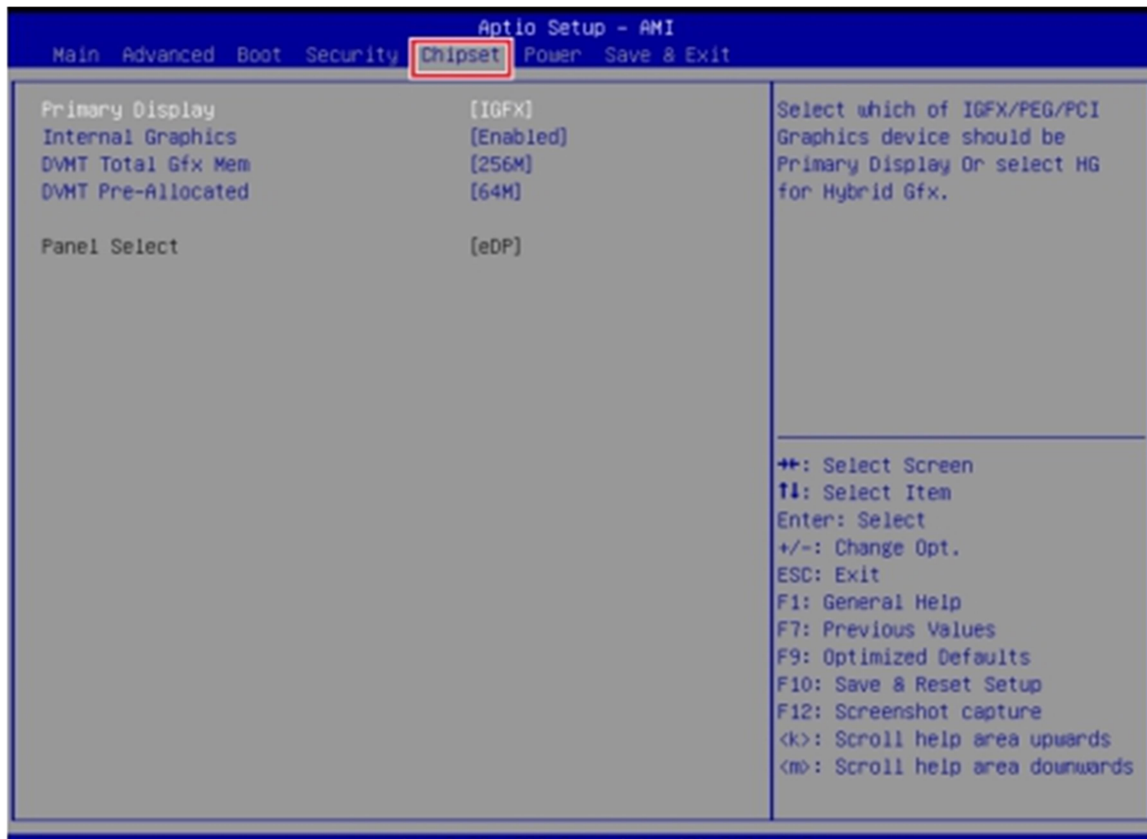 Aptio Setup - AMI
Main Advanced Boot Security Chipset Power Save & Exit
Primary Display [IGFX]
Internal Graphics [Enabled]
DVMT Total Gfx Mem [256M]
DVMT Pre-Allocated [64M]
Panel Select [eDP]
Select which of IGFX/PEG/PCI
Graphics device should be
Primary Display Or select HG
for Hybrid Gfx.
→←: Select Screen
↑↓: Select Item
Enter: Select
+/-: Change Opt.
ESC: Exit
F1: General Help
F7: Previous Values
F9: Optimized Defaults
F10: Save & Reset Setup
F12: Screenshot capture
<k>: Scroll help area upwards
<m>: Scroll help area downwards